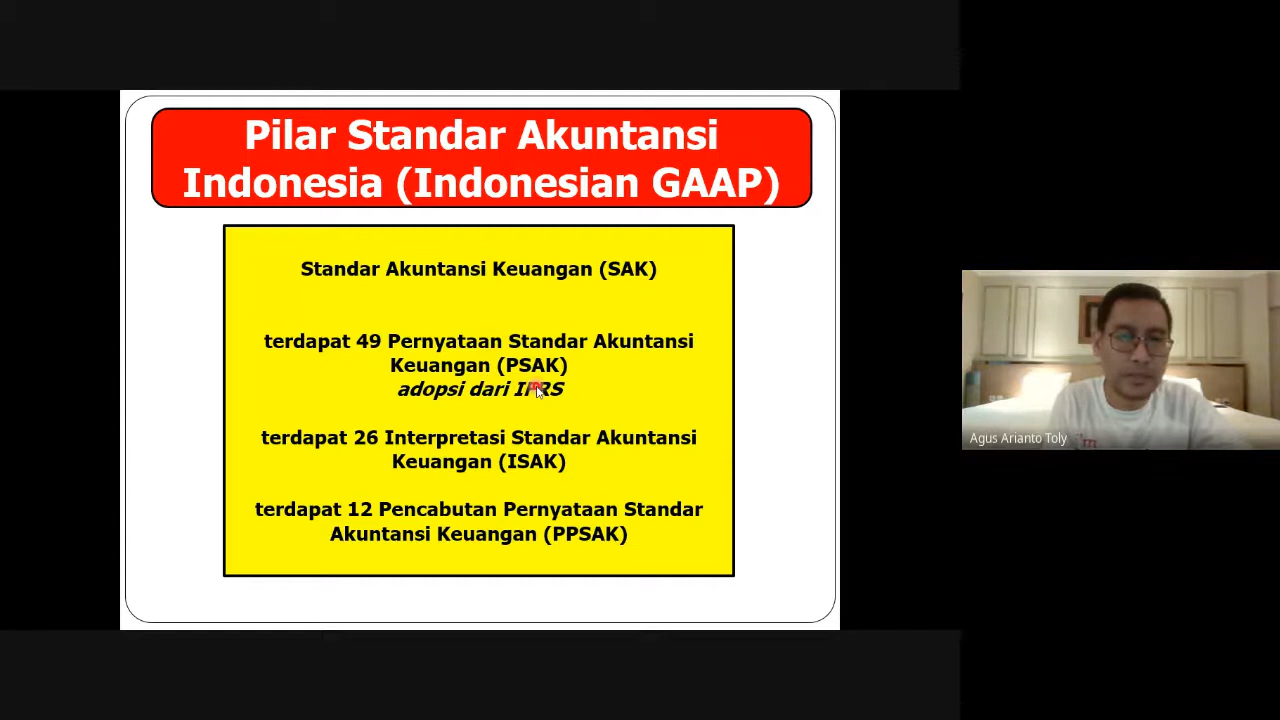 Pilar Standar Akuntansi
Indonesia (Indonesian GAAP)
Standar Akuntansi Keuangan (SAK)
terdapat 49 Pernyataan Standar Akuntansi
Keuangan (PSAK)
adopsi dari IFRS
terdapat 26 Interpretasi Standar Akuntansi
Keuangan (ISAK)
terdapat 12 Pencabutan Pernyataan Standar
Akuntansi Keuangan (PPSAK)
Agus Arianto Toly